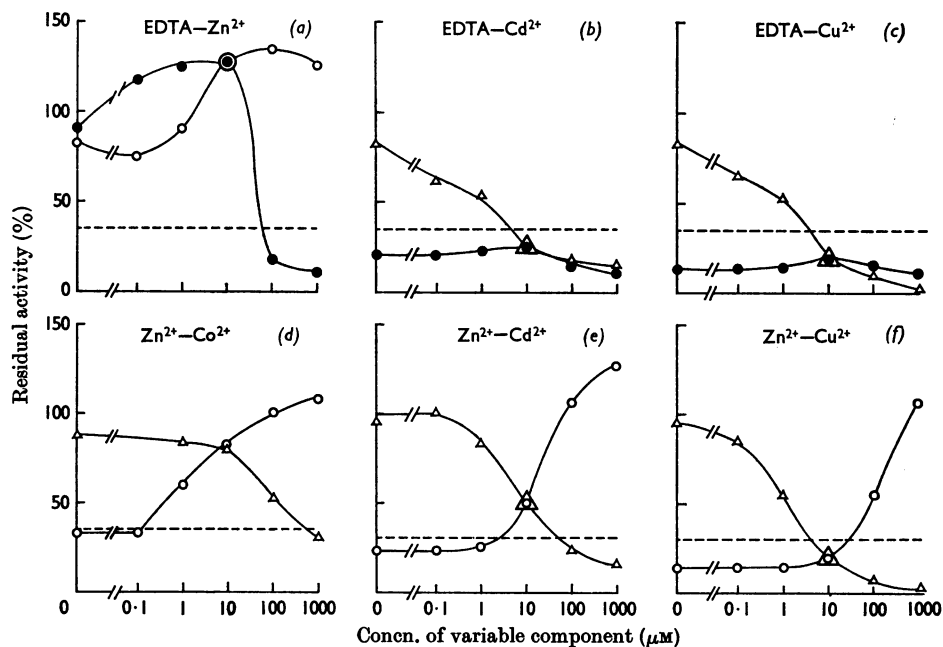 EDTA—Zn²⁺ (a)
EDTA—Cd²⁺ (b)
EDTA—Cu²⁺ (c)
150
100
50
0
Zn²⁺—Co²⁺ (d)
Zn²⁺—Cd²⁺ (e)
Zn²⁺—Cu²⁺ (f)
150
100
50
0 0·1 1 10 100 1000
0 0·1 1 10 100 1000
0 0·1 1 10 100 1000
Residual activity (%)
Concn. of variable component (μM)